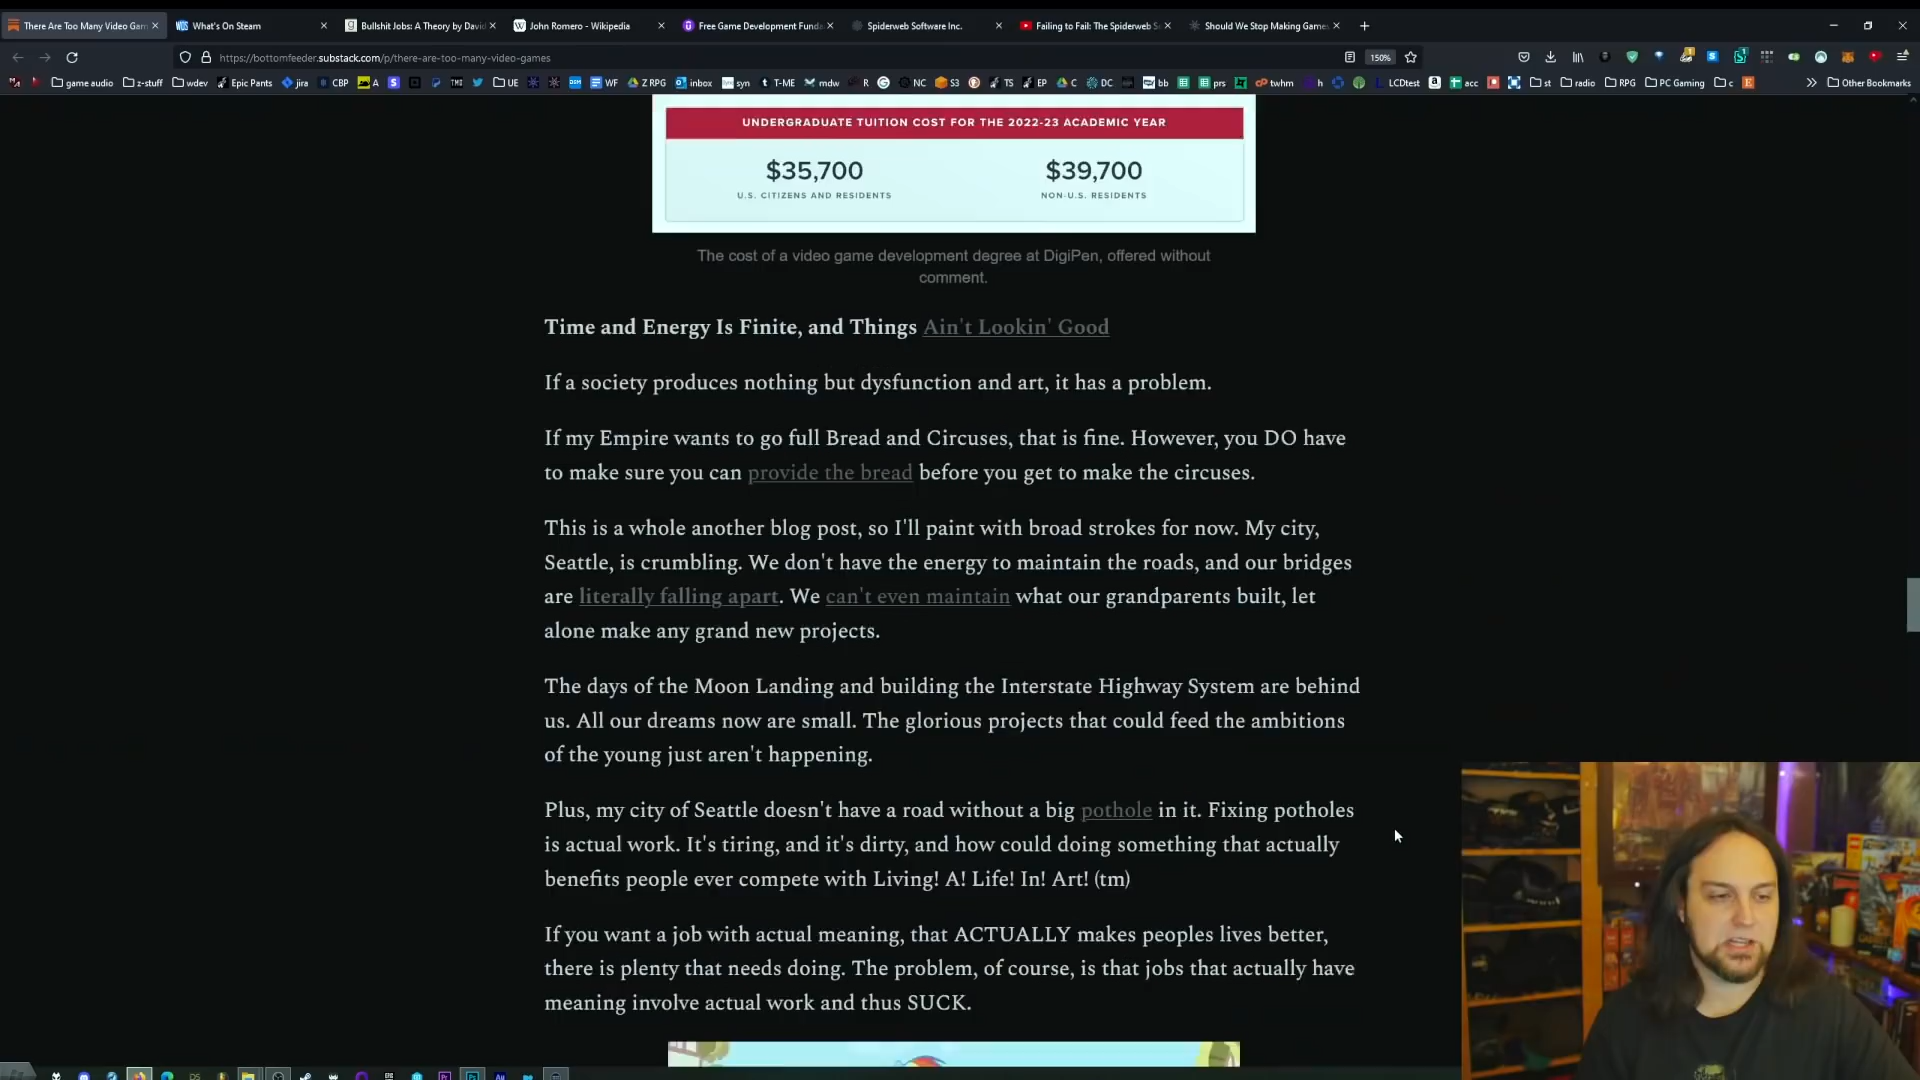 There Are Too Many Video Gam
What's On Steam
Bullshit Jobs: A Theory by David
John Romero - Wikipedia
Free Game Development Funda
Spiderweb Software Inc.
Failing to Fail: The Spiderweb S
Should We Stop Making Games
https://bottomfeeder.substack.com/p/there-are-too-many-video-games
150%
game audio
z-stuff
wdev
Epic Pants
jira
CBP
A
UE
WF
Z RPG
inbox
syn
T-ME
mdw
R
NC
S3
TS
EP
C
DC
bb
prs
twhm
h
LCDtest
acc
st
radio
RPG
PC Gaming
c
Other Bookmarks
UNDERGRADUATE TUITION COST FOR THE 2022-23 ACADEMIC YEAR
$35,700 $39,700
U.S. CITIZENS AND RESIDENTS NON-U.S. RESIDENTS
The cost of a video game development degree at DigiPen, offered without
comment.
Time and Energy Is Finite, and Things Ain't Lookin' Good
If a society produces nothing but dysfunction and art, it has a problem.
If my Empire wants to go full Bread and Circuses, that is fine. However, you DO have
to make sure you can provide the bread before you get to make the circuses.
This is a whole another blog post, so I'll paint with broad strokes for now. My city,
Seattle, is crumbling. We don't have the energy to maintain the roads, and our bridges
are literally falling apart. We can't even maintain what our grandparents built, let
alone make any grand new projects.
The days of the Moon Landing and building the Interstate Highway System are behind
us. All our dreams now are small. The glorious projects that could feed the ambitions
of the young just aren't happening.
Plus, my city of Seattle doesn't have a road without a big pothole in it. Fixing potholes
is actual work. It's tiring, and it's dirty, and how could doing something that actually
benefits people ever compete with Living! A! Life! In! Art! (tm)
If you want a job with actual meaning, that ACTUALLY makes peoples lives better,
there is plenty that needs doing. The problem, of course, is that jobs that actually have
meaning involve actual work and thus SUCK.